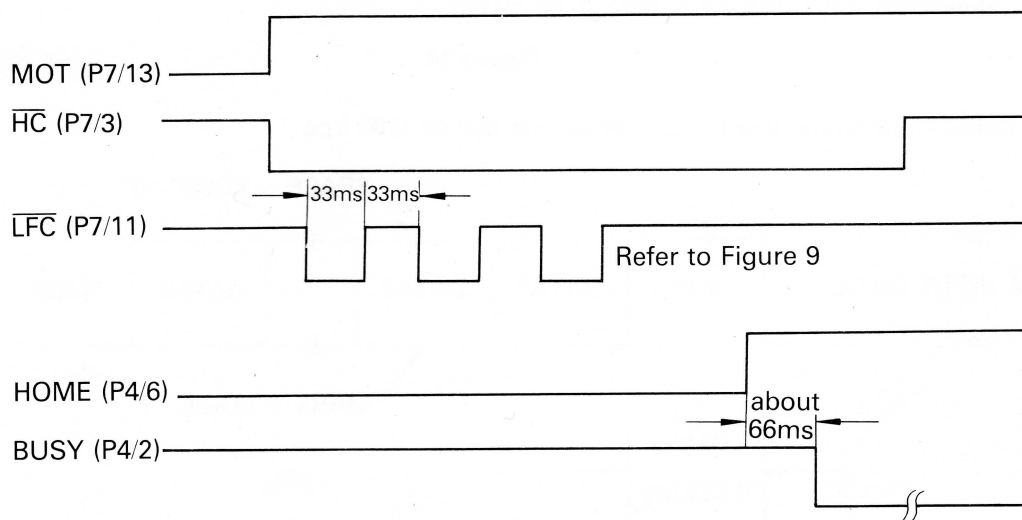 MOT (P7/13)
HC (P7/3)
33ms 33ms
LFC (P7/11)
Refer to Figure 9
HOME (P4/6)
about
66ms
BUSY (P4/2)